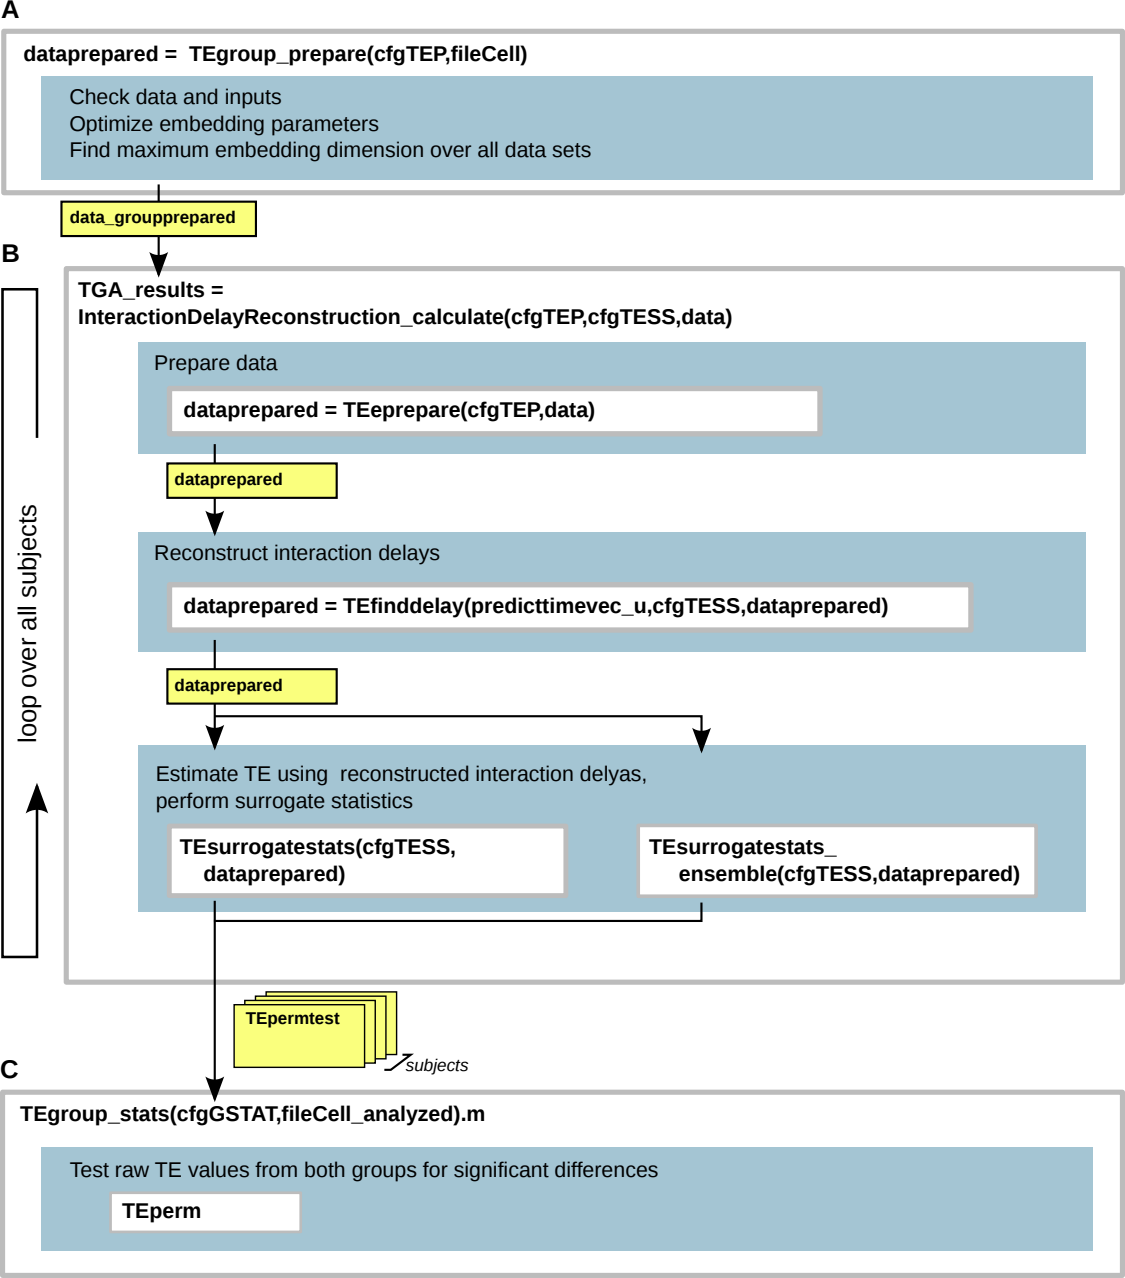 A
dataprepared = TEgroup_prepare(cfgTEP,fileCell)
Check data and inputs
Optimize embedding parameters
Find maximum embedding dimension over all data sets
data_groupprepared
B
TGA_results =
InteractionDelayReconstruction_calculate(cfgTEP,cfgTESS,data)
Prepare data
dataprepared = TEeprepare(cfgTEP,data)
dataprepared
loop over all subjects
Reconstruct interaction delays
dataprepared = TEfinddelay(predicttimevec_u,cfgTESS,dataprepared)
dataprepared
Estimate TE using reconstructed interaction delyas,
perform surrogate statistics
TEsurrogatestats(cfgTESS,
dataprepared)
TEsurrogatestats_
ensemble(cfgTESS,dataprepared)
TEpermtest
subjects
C
TEgroup_stats(cfgGSTAT,fileCell_analyzed).m
Test raw TE values from both groups for significant differences
TEperm